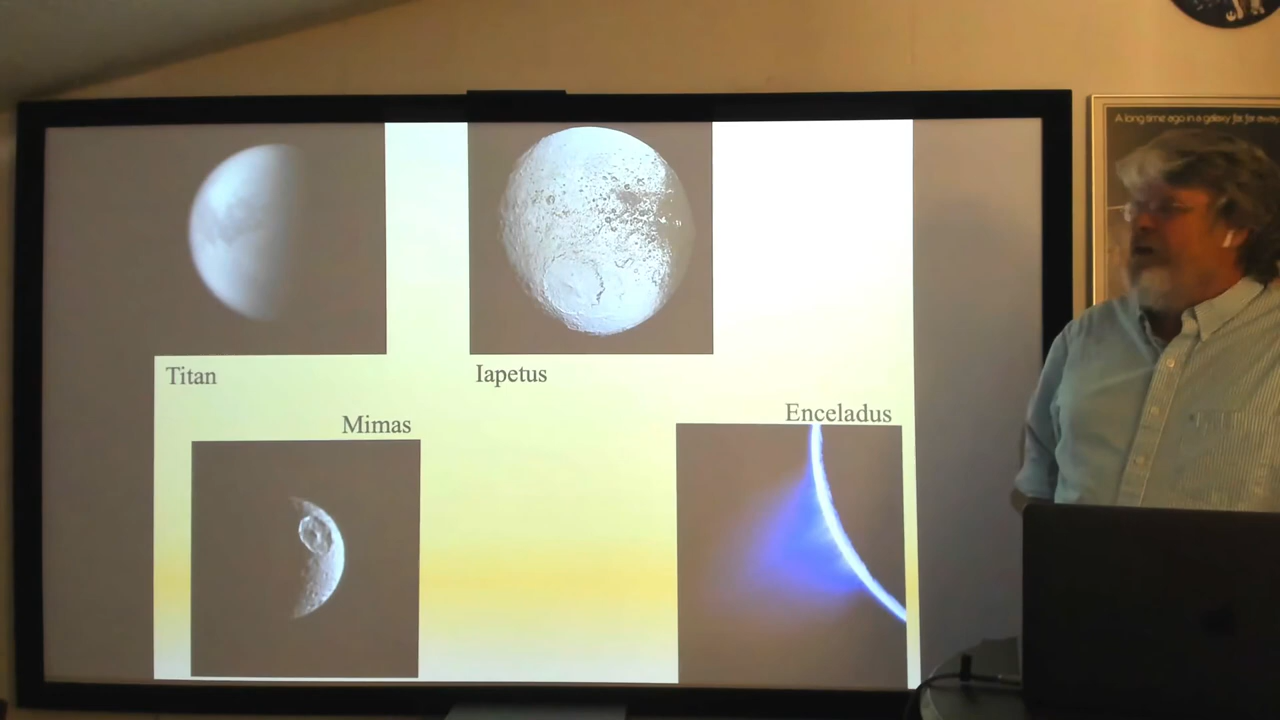 A long time ago in a galaxy far far away
Titan
Iapetus
Mimas
Enceladus